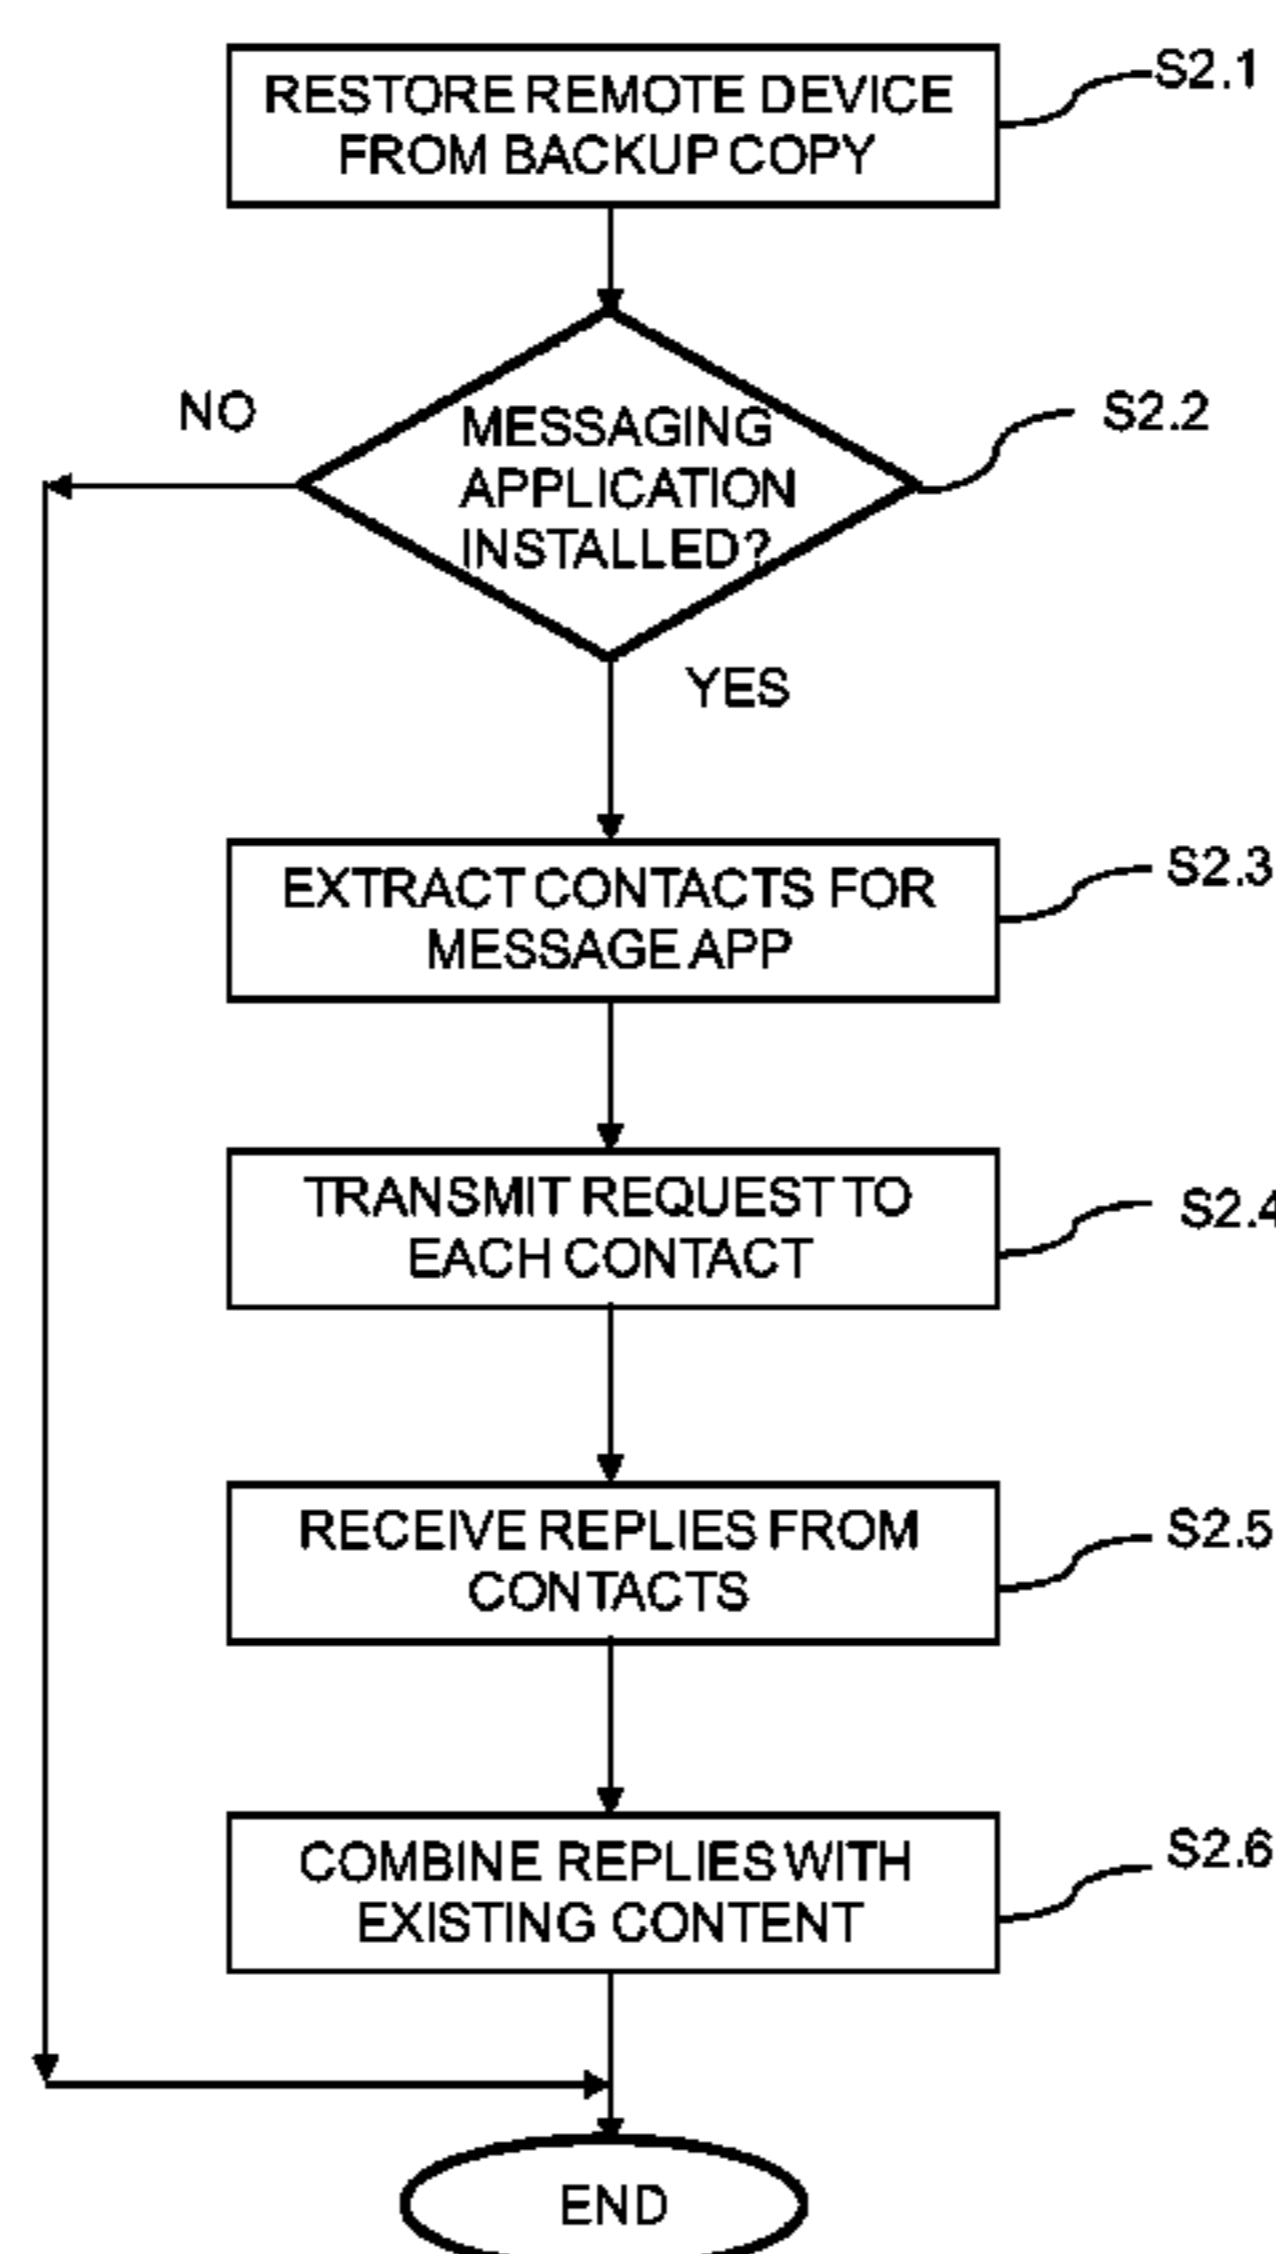 RESTORE REMOTE DEVICE
FROM BACKUP COPY
S2.1
NO
MESSAGING
APPLICATION
INSTALLED?
S2.2
YES
EXTRACT CONTACTS FOR
MESSAGE APP
S2.3
TRANSMIT REQUEST TO
EACH CONTACT
S2.4
RECEIVE REPLIES FROM
CONTACTS
S2.5
COMBINE REPLIES WITH
EXISTING CONTENT
S2.6
END